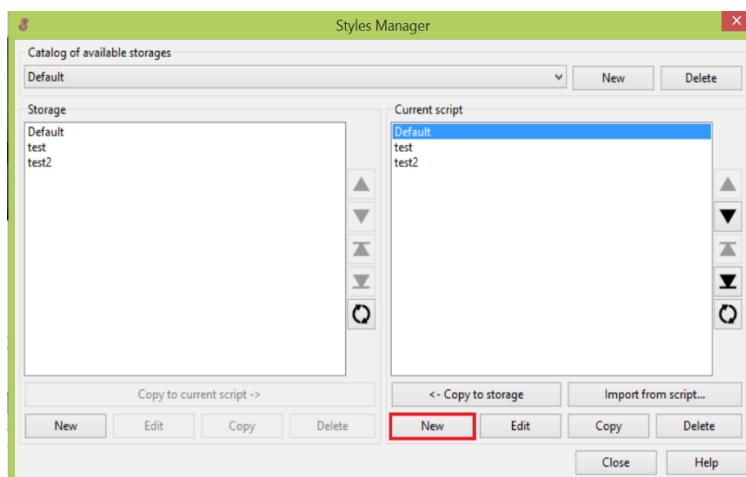 Styles Manager
Catalog of available storages
Default
New
Delete
Storage
Default
test
test2
Copy to current script ->
New
Edit
Copy
Delete
Current script
Default
test
test2
<- Copy to storage
Import from script...
New
Edit
Copy
Delete
Close
Help